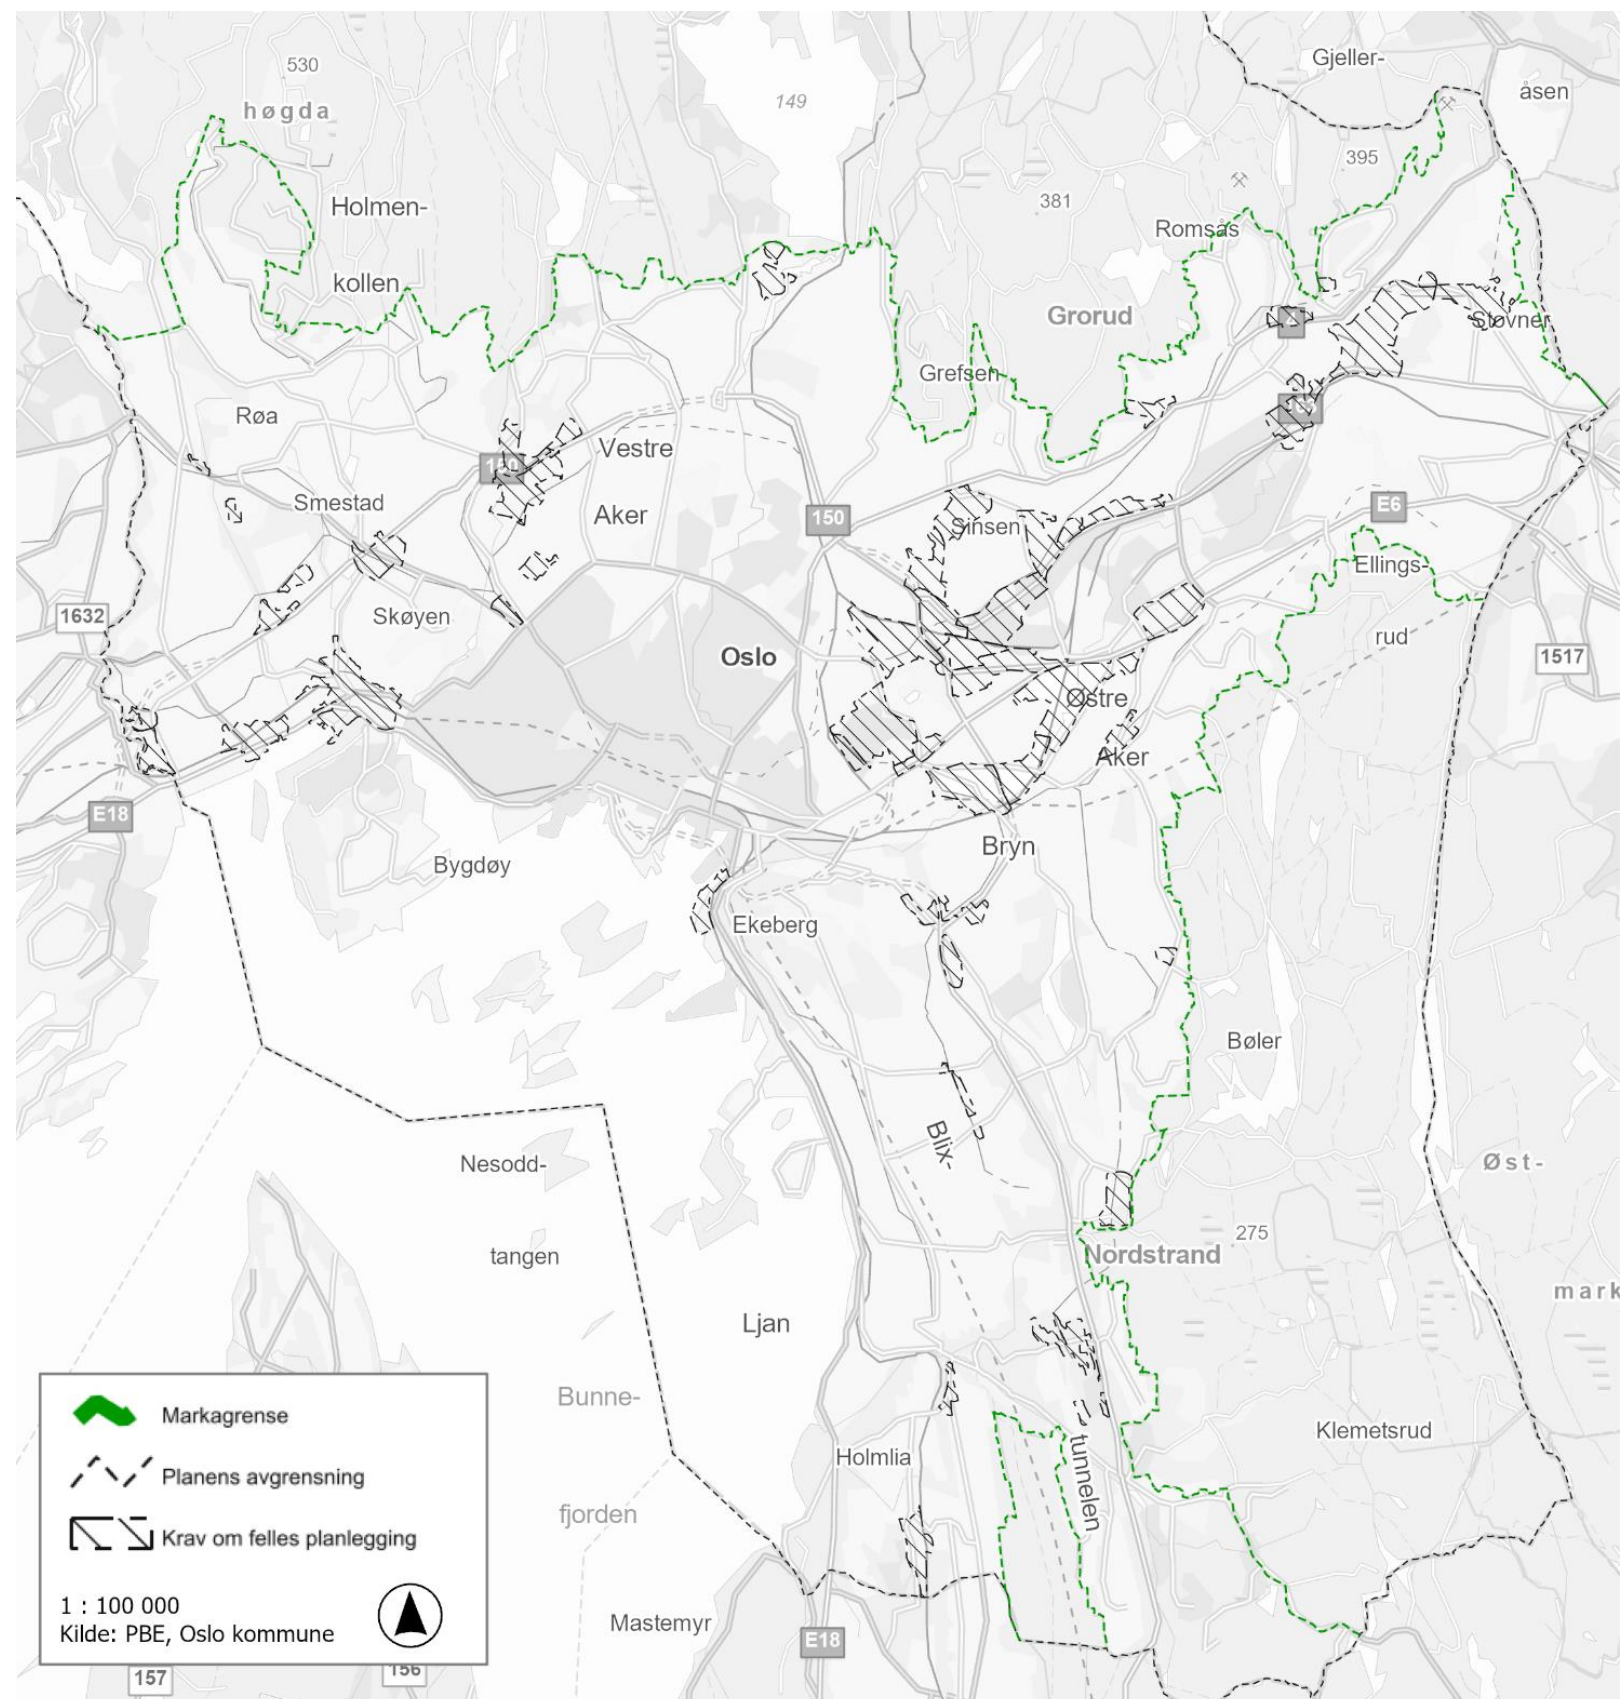 Gjeller-
530
åsen
høgda
149
395
381
Holmen-
Romsås
kollen
Grorud
Støvner
Grefsen
Røa
Vestre
163
180
Smestad
E6
Aker
150
Sinsen
Ellings-
1632
Skøyen
rud
Oslo
1517
Østre
Aker
E18
Bryn
Bygdøy
Ekeberg
Bøler
Blix-
Nesodd-
Øst-
275
tangen
Nordstrand
mark
Ljan
Bunne-
Klemetsrud
Holmlia
tunnelen
fjorden
Mastemyr
E18
Markagrense
Planens avgrensning
Krav om felles planlegging
1 : 100 000
Kilde: PBE, Oslo kommune
157
156